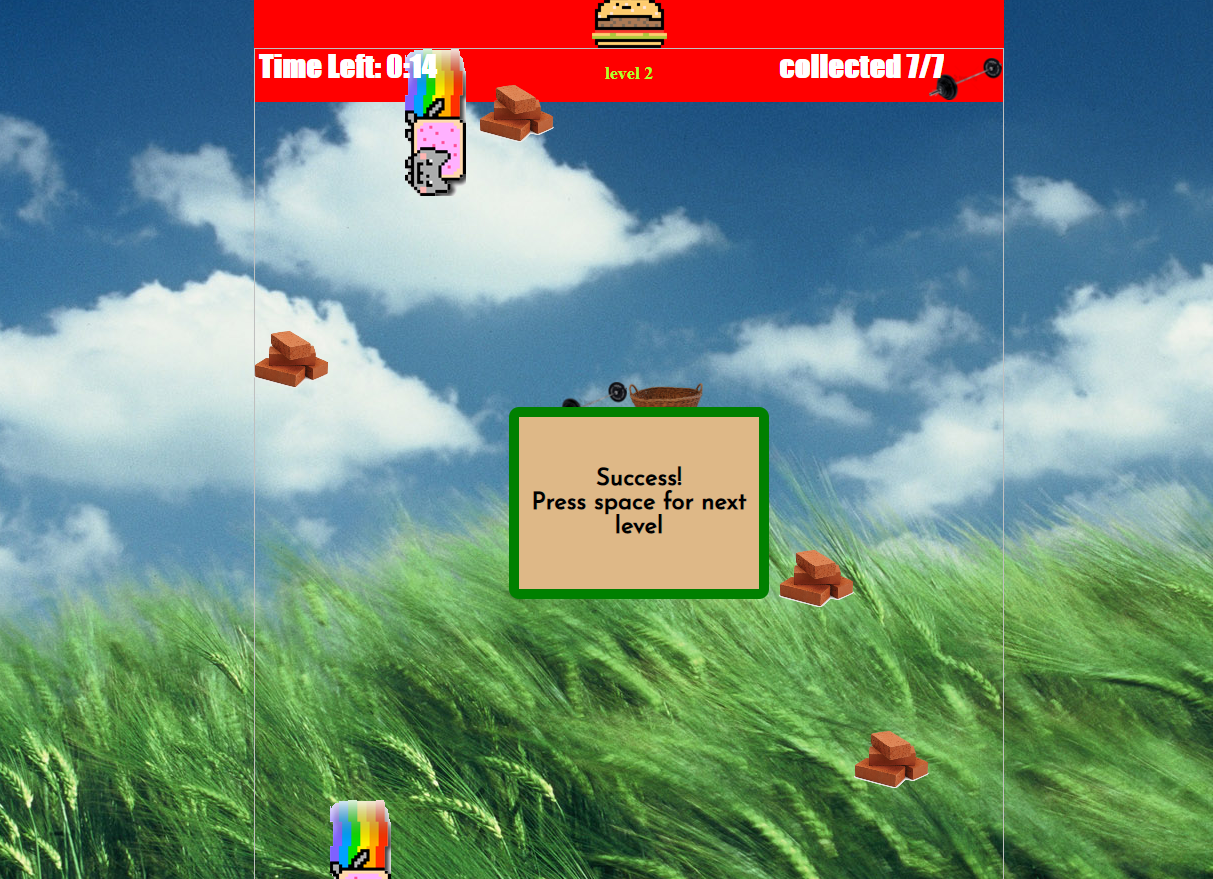 Time Left: 0:14
level 2
collected 7/7
Success!
Press space for next
level